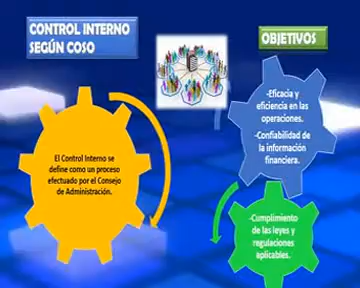 CONTROL INTERNO
SEGÚN COSO
OBJETIVOS
El Control Interno se
define como un proceso
efectuado por el Consejo
de Administración.
-Eficacia y
eficiencia en las
operaciones.
-Confiabilidad de
la información
financiera.
-Cumplimiento
de las leyes y
regulaciones
aplicables.